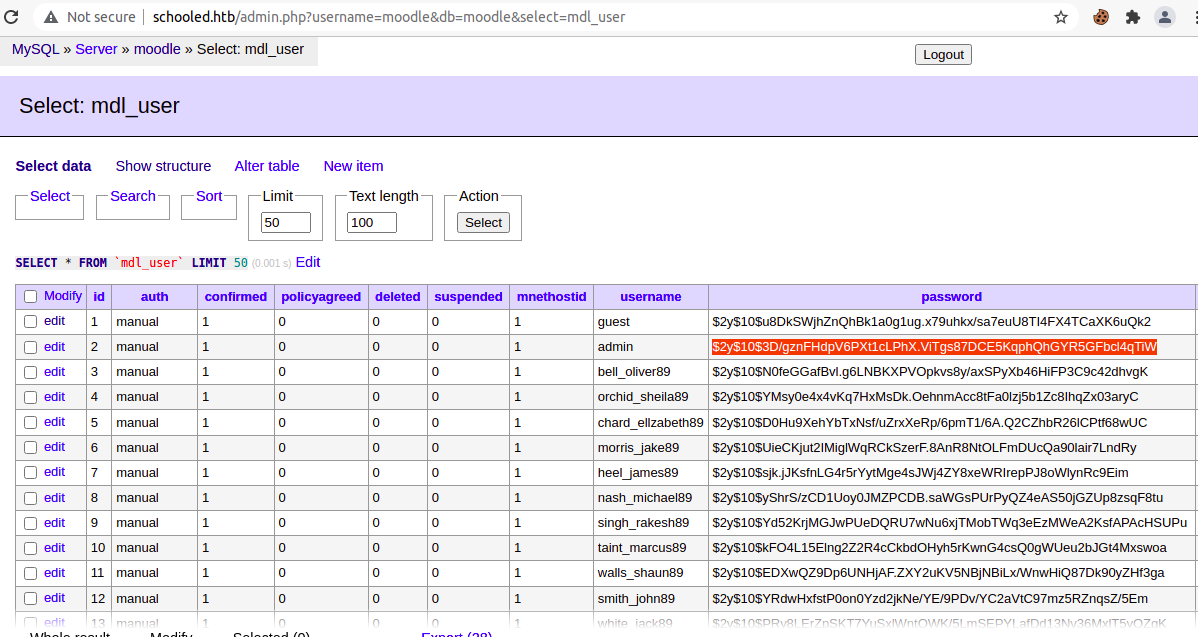 Not secure schooled.htb/admin.php?username=moodle&db=moodle&select=mdl_user
MySQL » Server » moodle » Select: mdl_user
Logout
Select: mdl_user
Select data Show structure Alter table New item
Select Search Sort Limit Text length Action
50 100 Select
SELECT * FROM `mdl_user` LIMIT 50 (0.001 s) Edit
Modify id auth confirmed policyagreed deleted suspended mnethostid username password
edit 1 manual 1 0 0 0 1 guest $2y$10$u8DkSWjhZnQhBk1a0g1ug.x79uhkx/sa7euU8TI4FX4TCaXK6uQk2
edit 2 manual 1 0 0 0 1 admin $2y$10$3D/gznFHdpV6PXt1cLPhX.ViTgs87DCE5KqphQhGYR5GFbcl4qTiW
edit 3 manual 1 0 0 0 1 bell_oliver89 $2y$10$N0feGGafBvl.g6LNBKXPVOpkvs8y/axSPyXb46HiFP3C9c42dhvgK
edit 4 manual 1 0 0 0 1 orchid_sheila89 $2y$10$YMsy0e4x4vKq7HxMsDk.OehnmAcc8tFa0lzj5b1Zc8IhqZx03aryC
edit 5 manual 1 0 0 0 1 chard_ellzabeth89 $2y$10$D0Hu9XehYbTxNsf/uZrxXeRp/6pmT1/6A.Q2CZhbR26lCPtf68wUC
edit 6 manual 1 0 0 0 1 morris_jake89 $2y$10$UieCKjut2IMiglWqRCkSzerF.8AnR8NtOLFmDUcQa90lair7LndRy
edit 7 manual 1 0 0 0 1 heel_james89 $2y$10$sjk.jJKsfnLG4r5rYytMge4sJWj4ZY8xeWRIrepPJ8oWlynRc9Eim
edit 8 manual 1 0 0 0 1 nash_michael89 $2y$10$yShrS/zCD1Uoy0JMZPCDB.saWGsPUrPyQZ4eAS50jGZUp8zsqF8tu
edit 9 manual 1 0 0 0 1 singh_rakesh89 $2y$10$Yd52KrjMGJwPUeDQRU7wNu6xjTMobTWq3eEzMWeA2KsfAPAcHSUPu
edit 10 manual 1 0 0 0 1 taint_marcus89 $2y$10$kFO4L15Elng2Z2R4cCkbdOHyh5rKwnG4csQ0gWUeu2bJGt4Mxswoa
edit 11 manual 1 0 0 0 1 walls_shaun89 $2y$10$EDXwQZ9Dp6UNHjAF.ZXY2uKV5NBjNBiLx/WnwHiQ87Dk90yZHf3ga
edit 12 manual 1 0 0 0 1 smith_john89 $2y$10$YRdwHxfstP0on0Yzd2jkNe/YE/9PDv/YC2aVtC97mz5RZnqsZ/5Em
edit 13 manual 1 0 0 0 1 white_jack89
Whole result Modify Selected (0) Export (28)